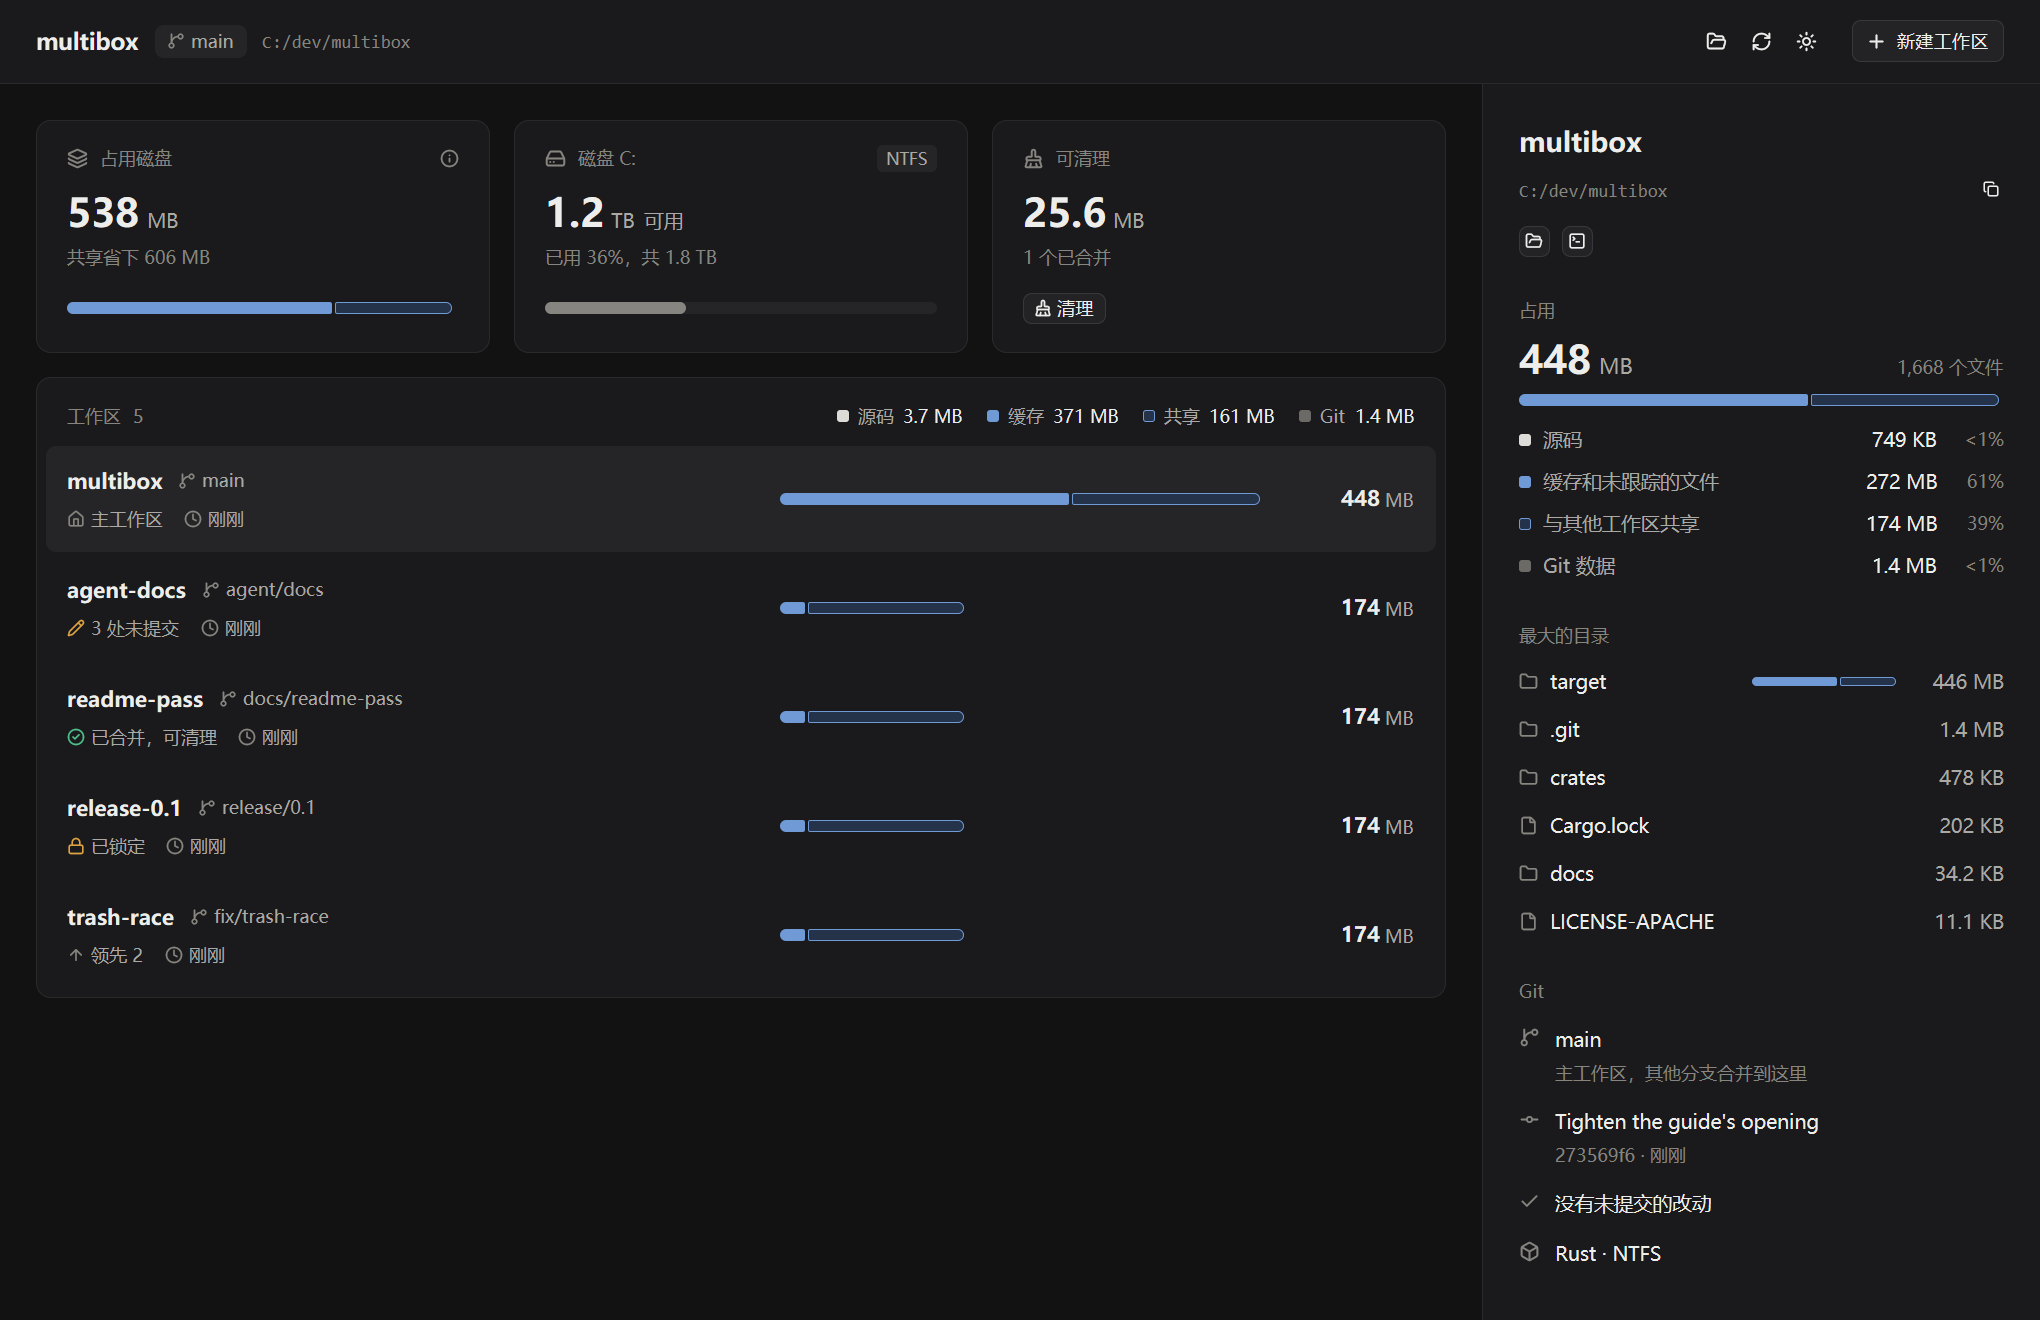 multibox main C:/dev/multibox
新建工作区
占用磁盘
538 MB
共享省下 606 MB
磁盘 C: NTFS
1.2 TB 可用
已用 36%，共 1.8 TB
可清理
25.6 MB
1 个已合并
清理
工作区 5
源码 3.7 MB 缓存 371 MB 共享 161 MB Git 1.4 MB
multibox main
主工作区 刚刚
448 MB
agent-docs agent/docs
3 处未提交 刚刚
174 MB
readme-pass docs/readme-pass
已合并，可清理 刚刚
174 MB
release-0.1 release/0.1
已锁定 刚刚
174 MB
trash-race fix/trash-race
领先 2 刚刚
174 MB
multibox
C:/dev/multibox
占用
448 MB 1,668 个文件
源码 749 KB <1%
缓存和未跟踪的文件 272 MB 61%
与其他工作区共享 174 MB 39%
Git 数据 1.4 MB <1%
最大的目录
target 446 MB
.git 1.4 MB
crates 478 KB
Cargo.lock 202 KB
docs 34.2 KB
LICENSE-APACHE 11.1 KB
Git
main
主工作区，其他分支合并到这里
Tighten the guide's opening
273569f6 · 刚刚
没有未提交的改动
Rust · NTFS